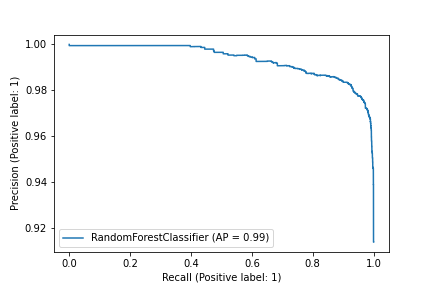 1.00
0.98
0.96
0.94
0.92
Precision (Positive label: 1)
RandomForestClassifier (AP = 0.99)
0.0 0.2 0.4 0.6 0.8 1.0
Recall (Positive label: 1)